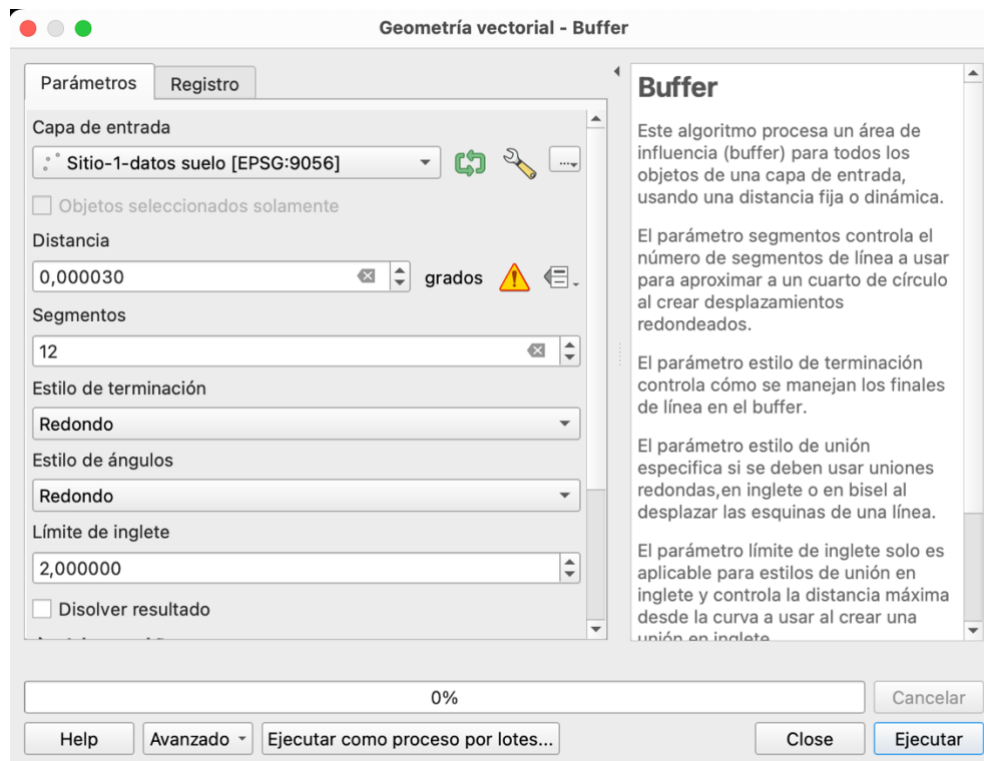 Geometría vectorial - Buffer
Parámetros
Registro
Capa de entrada
Sitio-1-datos suelo [EPSG:9056]
...
Objetos seleccionados solamente
Distancia
0,000030
grados
Segmentos
12
Estilo de terminación
Redondo
Estilo de ángulos
Redondo
Límite de inglete
2,000000
Disolver resultado
Buffer
Este algoritmo procesa un área de
influencia (buffer) para todos los
objetos de una capa de entrada,
usando una distancia fija o dinámica.
El parámetro segmentos controla el
número de segmentos de línea a usar
para aproximar a un cuarto de círculo
al crear desplazamientos
redondeados.
El parámetro estilo de terminación
controla cómo se manejan los finales
de línea en el buffer.
El parámetro estilo de unión
especifica si se deben usar uniones
redondas,en inglete o en bisel al
desplazar las esquinas de una línea.
El parámetro límite de inglete solo es
aplicable para estilos de unión en
inglete y controla la distancia máxima
desde la curva a usar al crear una
unión en inglete
0%
Cancelar
Help
Avanzado
Ejecutar como proceso por lotes...
Close
Ejecutar